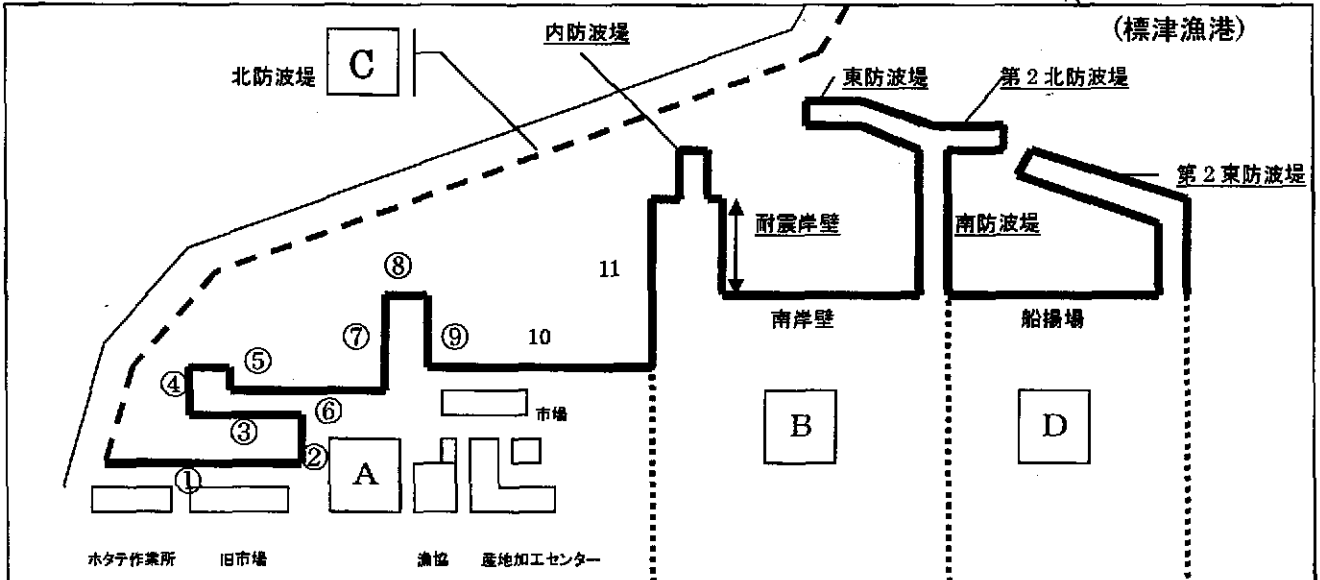 (標津漁港)
内防波堤
北防波堤
C
東防波堤
第2北防波堤
第2東防波堤
耐震岸壁
南防波堤
⑧
11
⑦
⑨
10
南岸壁
船揚場
⑤
④
⑥
市場
③
B
D
②
A
①
ホタテ作業所
旧市場
漁協
産地加工センター